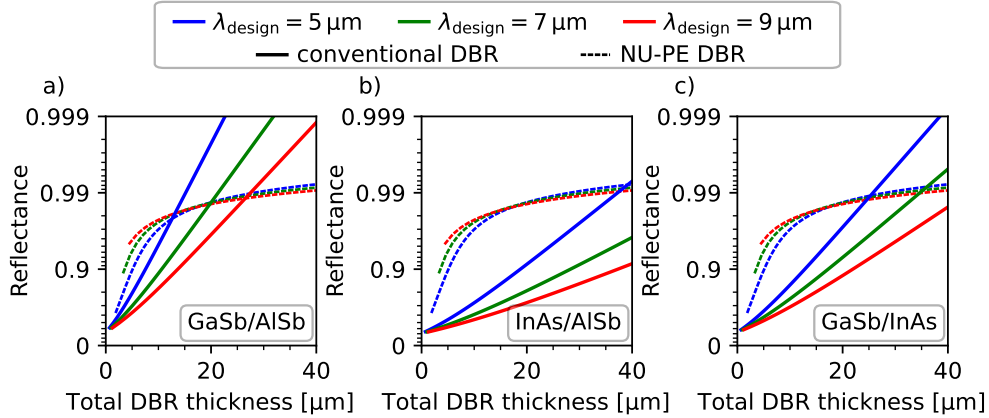 λdesign = 5 µm λdesign = 7 µm λdesign = 9 µm
conventional DBR NU-PE DBR
a) b) c)
0.999 0.999 0.999
0.99 0.99 0.99
0.9 0.9 0.9
0 0 0
Reflectance Reflectance Reflectance
GaSb/AlSb InAs/AlSb GaSb/InAs
0 20 40 0 20 40 0 20 40
Total DBR thickness [µm] Total DBR thickness [µm] Total DBR thickness [µm]